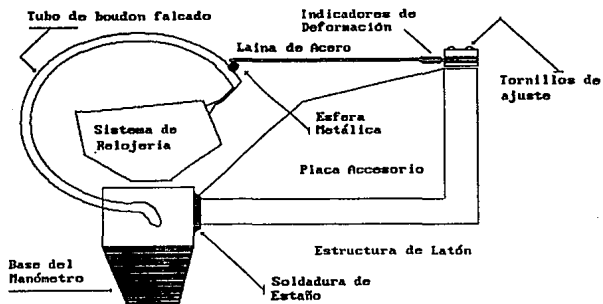 Tubo de boudon falcado
Indicadores de
Deformación
Laina de Acero
Tornillos de
ajuste
Esfera
Metálica
Sistema de
Relojeria
Placa Accesorio
Estructura de Latón
Base del
Manómetro
Soldadura de
Estaño